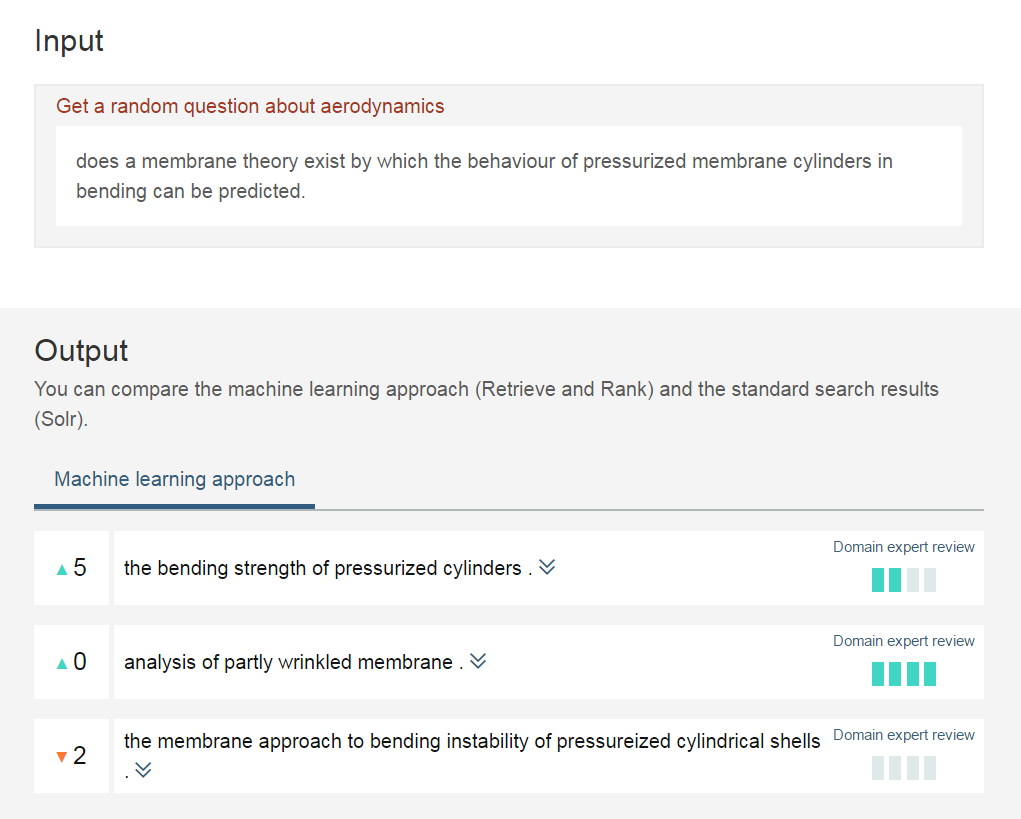 Input
Get a random question about aerodynamics
does a membrane theory exist by which the behaviour of pressurized membrane cylinders in
bending can be predicted.
Output
You can compare the machine learning approach (Retrieve and Rank) and the standard search results
(Solr).
Machine learning approach
5
the bending strength of pressurized cylinders .
Domain expert review
0
analysis of partly wrinkled membrane .
Domain expert review
2
the membrane approach to bending instability of pressureized cylindrical shells
.
Domain expert review